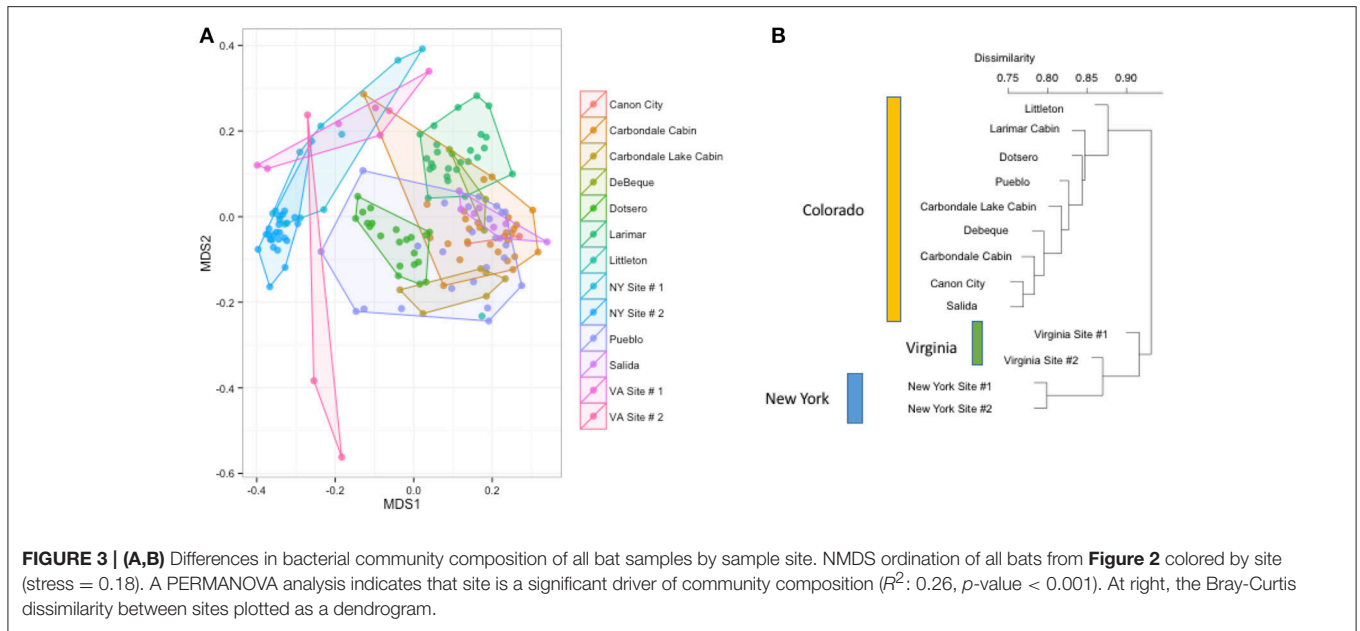 A
0.4
0.2
0.0
-0.2
-0.4
-0.6
MDS2
-0.4
-0.2
0.0
0.2
MDS1
Canon City
Carbondale Cabin
Carbondale Lake Cabin
DeBeque
Dotsero
Larimar
Littleton
NY Site # 1
NY Site # 2
Pueblo
Salida
VA Site # 1
VA Site # 2
B
Dissimilarity
0.75 0.80 0.85 0.90
Littleton
Larimar Cabin
Dotsero
Pueblo
Carbondale Lake Cabin
Debeque
Carbondale Cabin
Canon City
Salida
Virginia Site #1
Virginia Site #2
New York Site #1
New York Site #2
Colorado
Virginia
New York
FIGURE 3 | (A,B) Differences in bacterial community composition of all bat samples by sample site. NMDS ordination of all bats from Figure 2 colored by site
(stress = 0.18). A PERMANOVA analysis indicates that site is a significant driver of community composition (R²: 0.26, p-value < 0.001). At right, the Bray-Curtis
dissimilarity between sites plotted as a dendrogram.